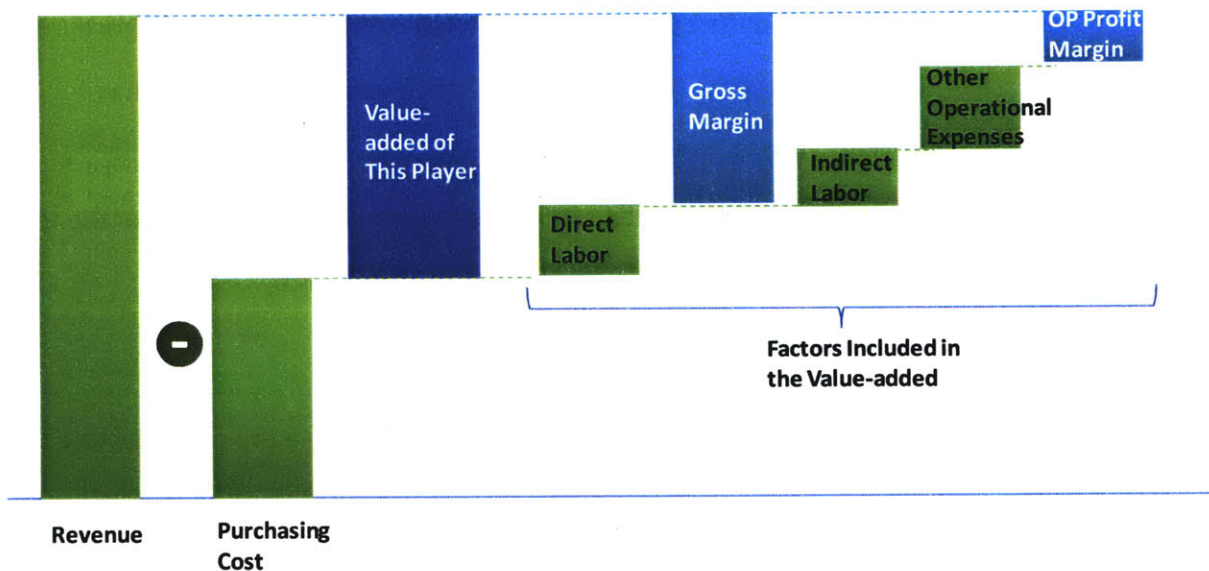 OP Profit
Margin
Other
Operational
Expenses
Gross
Margin
Value-
added of
This Player
Indirect
Labor
Direct
Labor
-
Factors Included in
the Value-added
Revenue
Purchasing
Cost